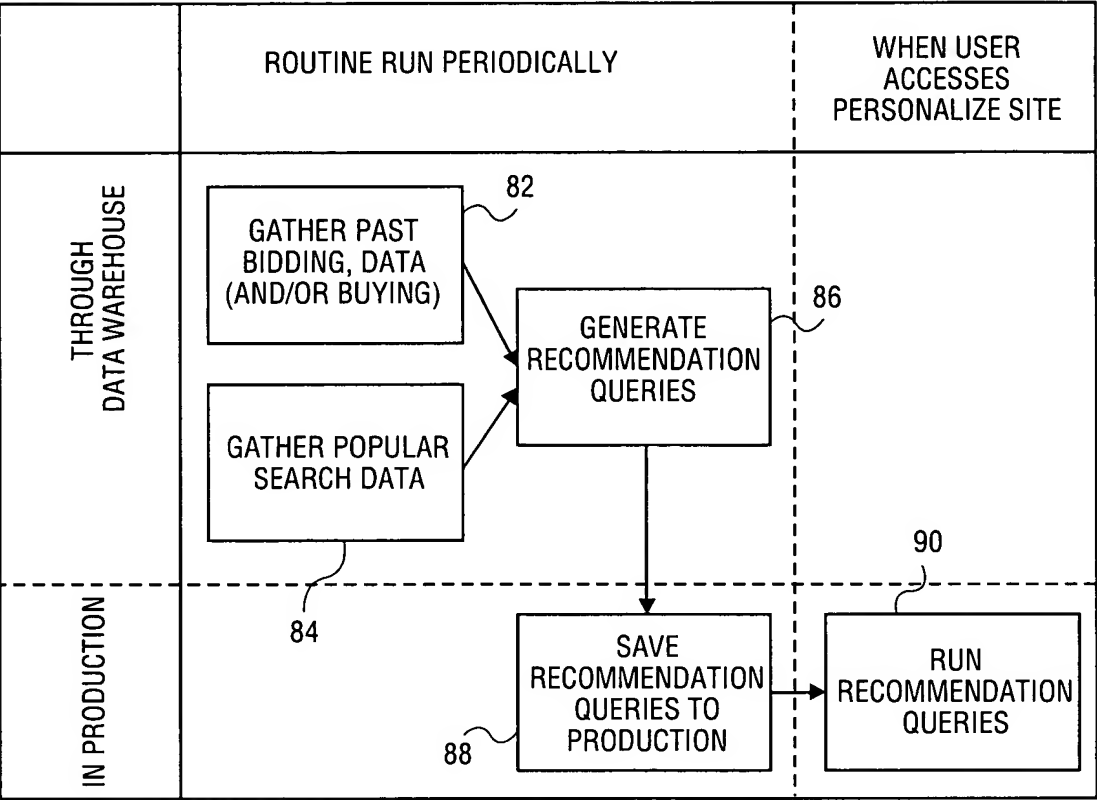 ROUTINE RUN PERIODICALLY
WHEN USER
ACCESSES
PERSONALIZE SITE
THROUGH
DATA WAREHOUSE
82
GATHER PAST
BIDDING, DATA
(AND/OR BUYING)
86
GENERATE
RECOMMENDATION
QUERIES
GATHER POPULAR
SEARCH DATA
84
IN PRODUCTION
88
SAVE
RECOMMENDATION
QUERIES TO
PRODUCTION
90
RUN
RECOMMENDATION
QUERIES